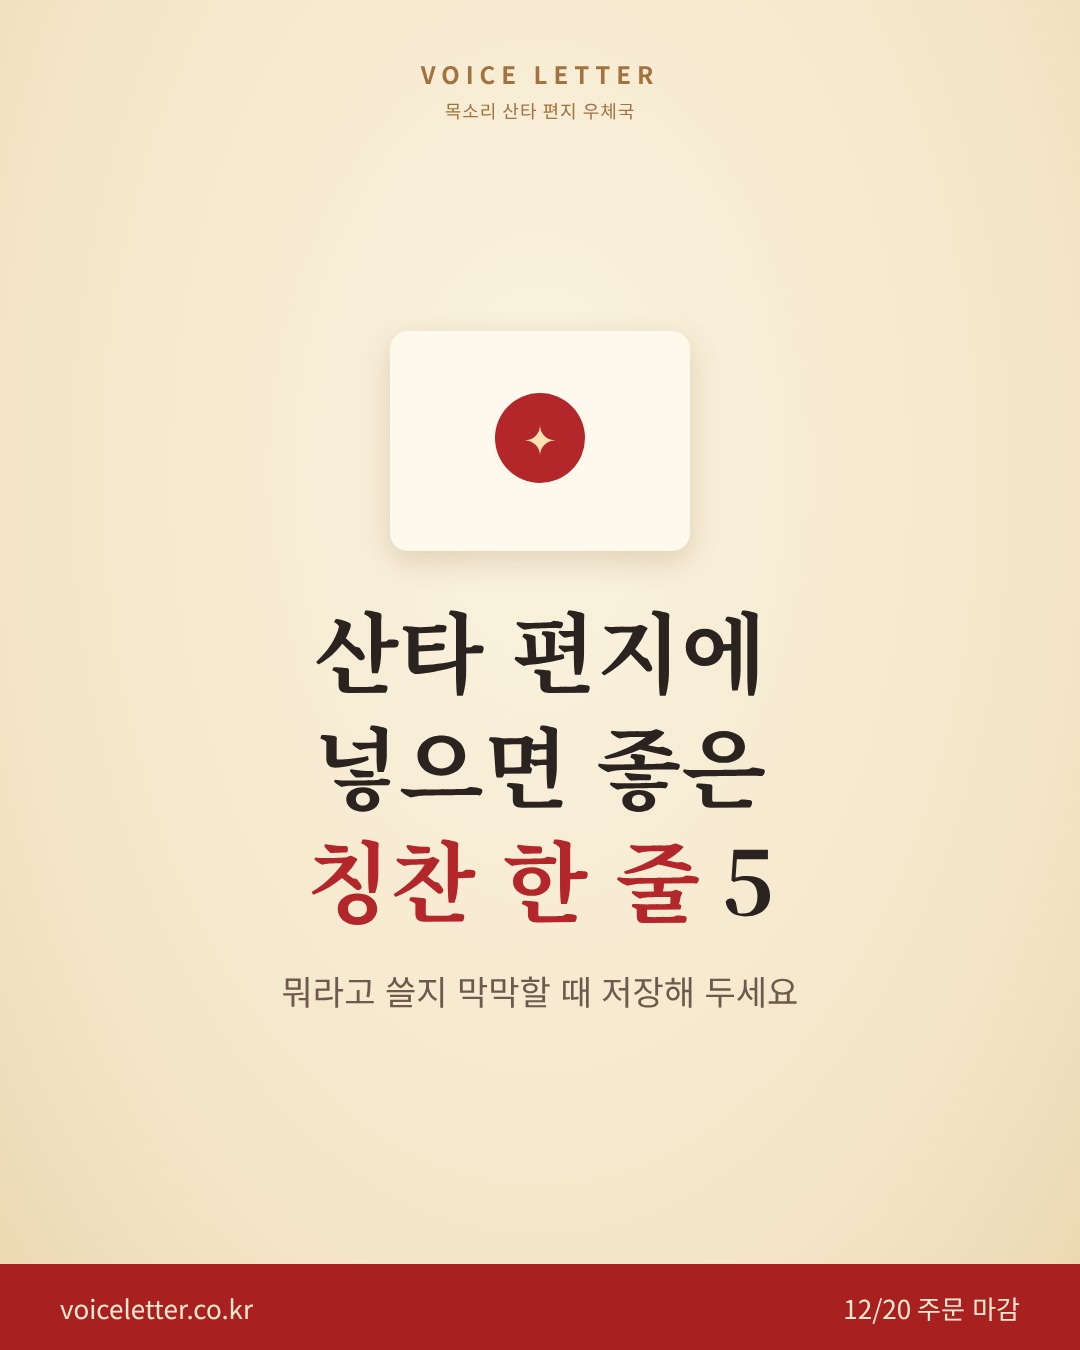 VOICE LETTER
목소리 산타 편지 우체국
산타 편지에
넣으면 좋은
칭찬 한 줄 5
뭐라고 쓸지 막막할 때 저장해 두세요
voiceletter.co.kr
12/20 주문 마감